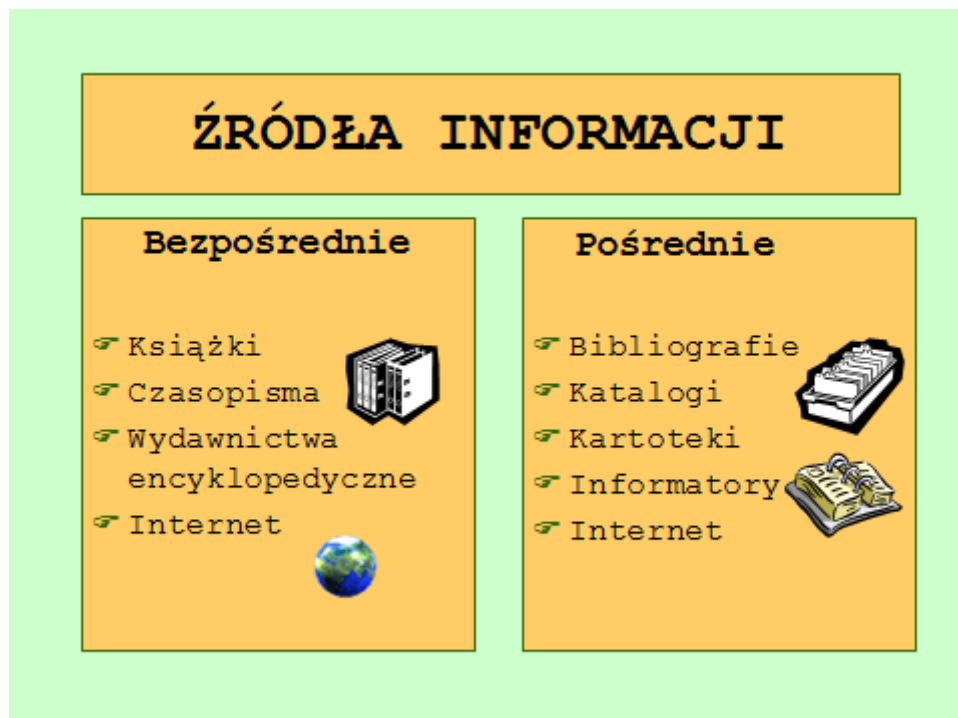 ŹRÓDŁA INFORMACJI
Bezpośrednie
Książki
Czasopisma
Wydawnictwa
encyklopedyczne
Internet
Pośrednie
Bibliografie
Katalogi
Kartoteki
Informatory
Internet